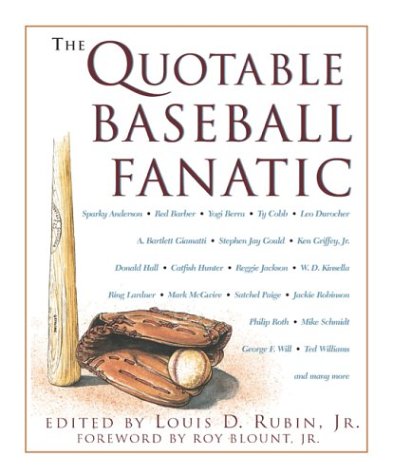 THE QUOTABLE
BASEBALL
FANATIC
Sparky Anderson • Red Barber • Yogi Berra • Ty Cobb • Leo Durocher
A. Bartlett Giamatti • Stephen Jay Gould • Ken Griffey, Jr.
Donald Hall • Catfish Hunter • Reggie Jackson • W. D. Kinsella
Ring Lardner • Mark McGwire • Satchel Paige • Jackie Robinson
Philip Roth • Mike Schmidt
George F. Will • Ted Williams
and many more
EDITED BY LOUIS D. RUBIN, JR.
FOREWORD BY ROY BLOUNT, JR.